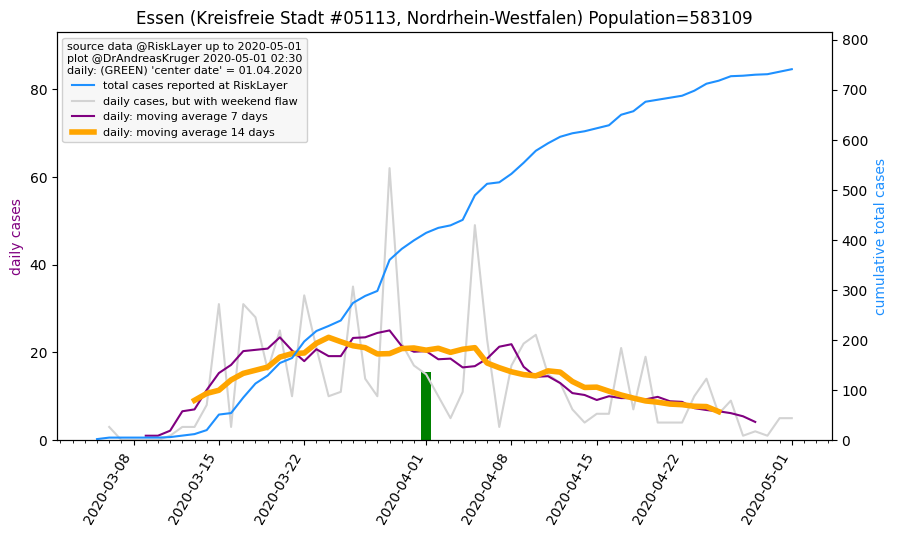 Essen (Kreisfreie Stadt #05113, Nordrhein-Westfalen) Population=583109
source data @RiskLayer up to 2020-05-01
plot @DrAndreasKruger 2020-05-01 02:30
daily: (GREEN) 'center date' = 01.04.2020
total cases reported at RiskLayer
daily cases, but with weekend flaw
daily: moving average 7 days
daily: moving average 14 days
daily cases
80
60
40
20
0
cumulative total cases
800
700
600
500
400
300
200
100
0
2020-03-08
2020-03-15
2020-03-22
2020-04-01
2020-04-08
2020-04-15
2020-04-22
2020-05-01